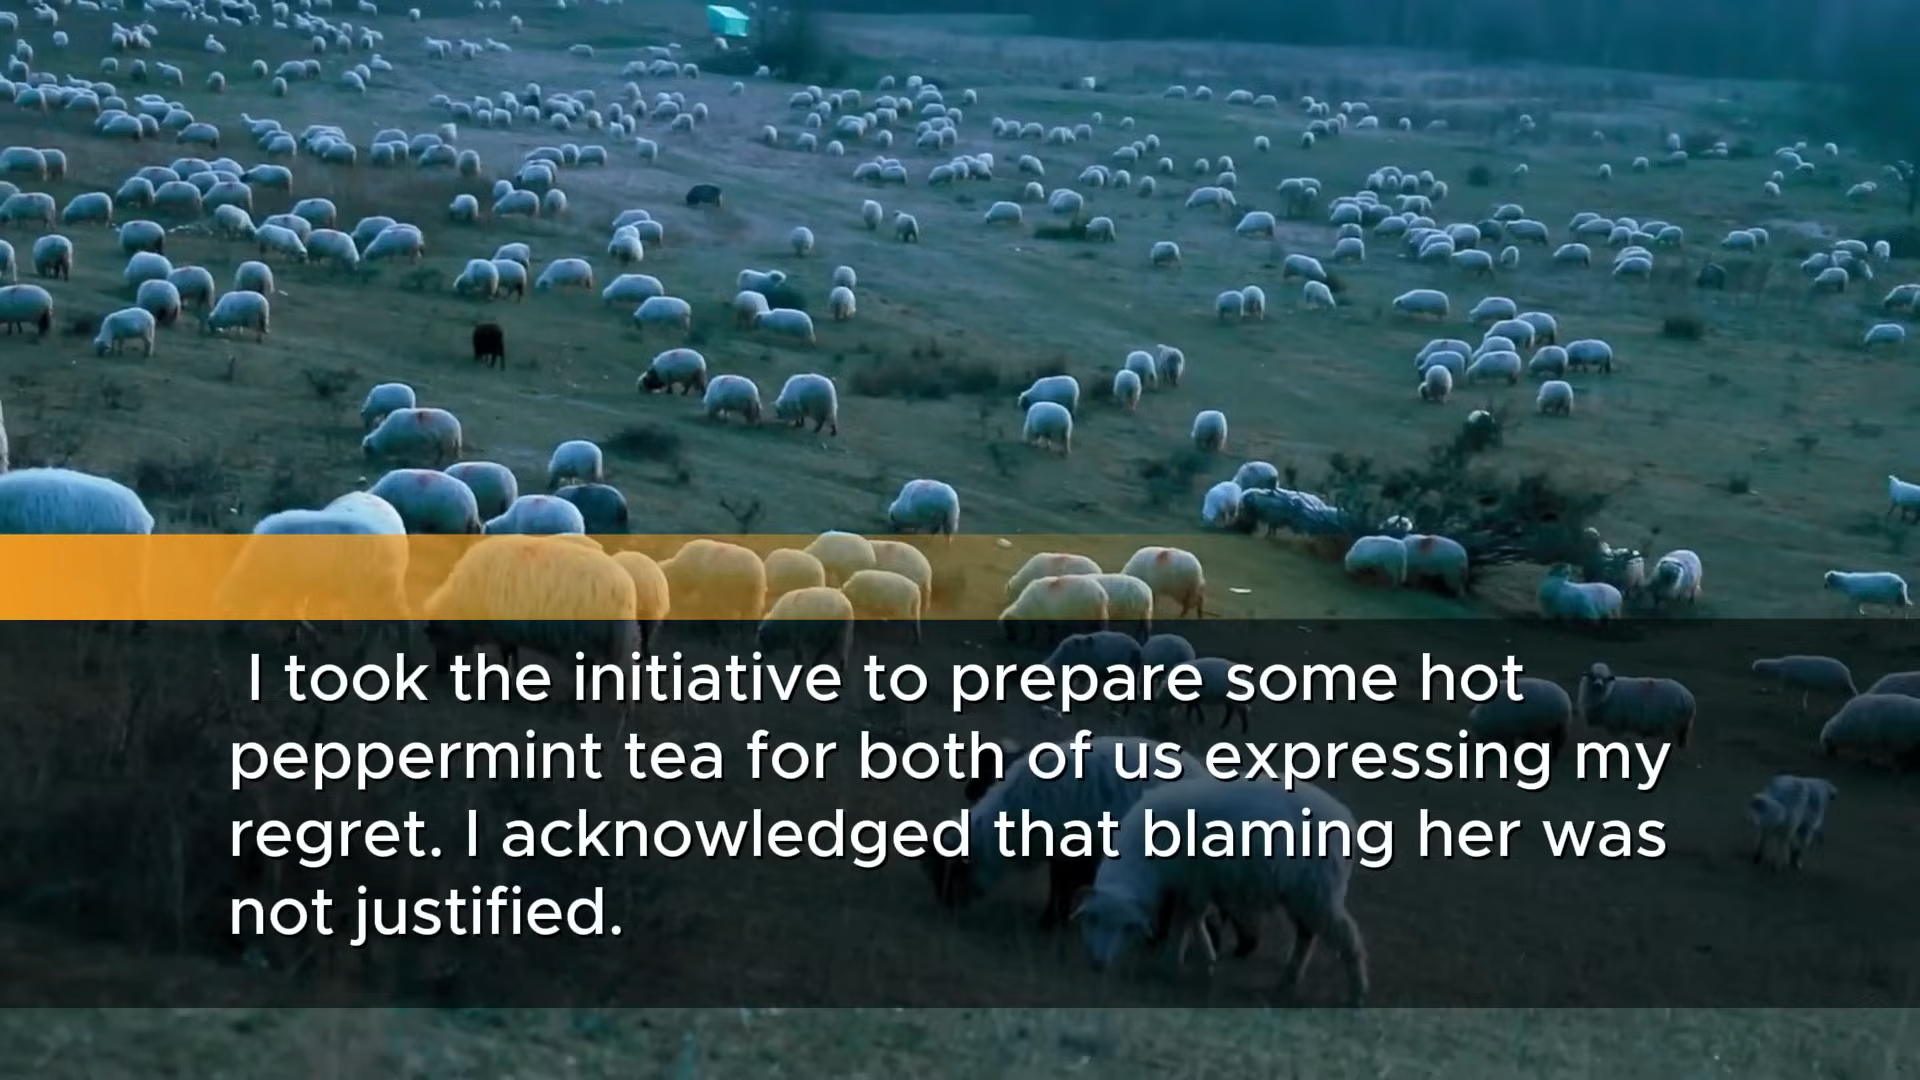 I took the initiative to prepare some hot
peppermint tea for both of us expressing my
regret. I acknowledged that blaming her was
not justified.